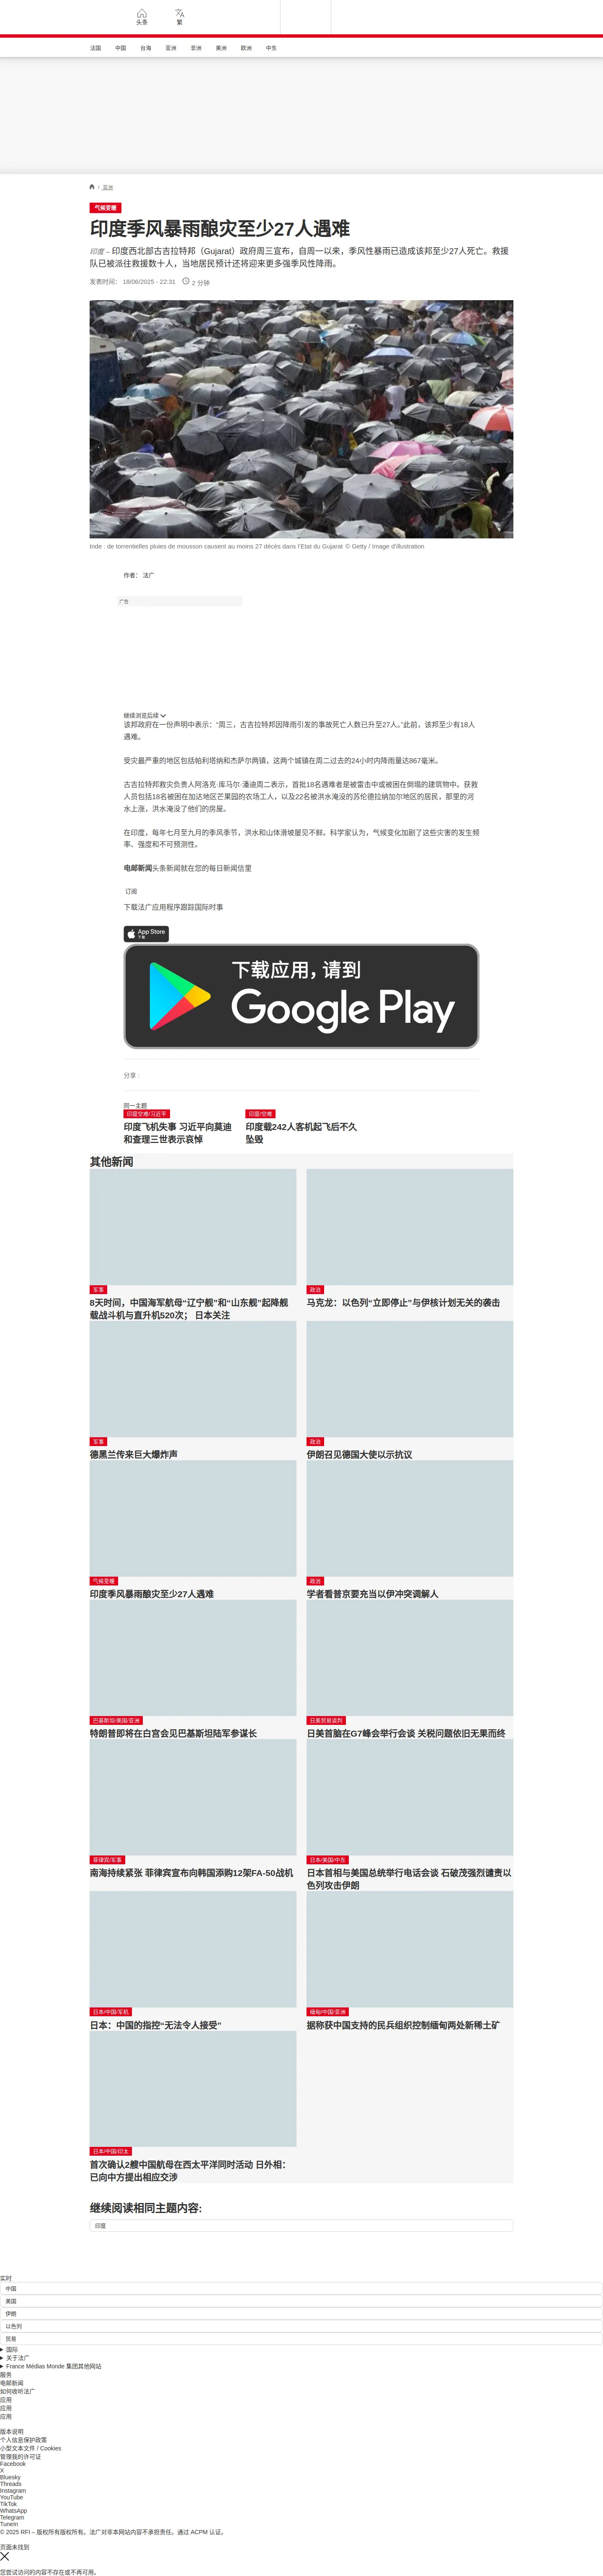 头条
繁
法国
中国
台海
亚洲
非洲
美洲
欧洲
中东
/ 亚洲
气候变暖
印度季风暴雨酿灾至少27人遇难
印度 – 印度西北部古吉拉特邦（Gujarat）政府周三宣布，自周一以来，季风性暴雨已造成该邦至少27人死亡。救援
队已被派往救援数十人，当地居民预计还将迎来更多强季风性降雨。
发表时间： 18/06/2025 - 22:31
2 分钟
Inde : de torrentielles pluies de mousson causent au moins 27 décès dans l’Etat du Gujarat © Getty / Image d'illustration
作者： 法广
广告
继续浏览后续
该邦政府在一份声明中表示：“周三，古吉拉特邦因降雨引发的事故死亡人数已升至27人。”此前，该邦至少有18人
遇难。
受灾最严重的地区包括帕利塔纳和杰萨尔两镇，这两个城镇在周二过去的24小时内降雨量达867毫米。
古吉拉特邦救灾负责人阿洛克·库马尔·潘迪周二表示，首批18名遇难者是被雷击中或被困在倒塌的建筑物中。获救
人员包括18名被困在加达地区芒果园的农场工人，以及22名被洪水淹没的苏伦德拉纳加尔地区的居民，那里的河
水上涨，洪水淹没了他们的房屋。
在印度，每年七月至九月的季风季节，洪水和山体滑坡屡见不鲜。科学家认为，气候变化加剧了这些灾害的发生频
率、强度和不可预测性。
电邮新闻头条新闻就在您的每日新闻信里
订阅
下载法广应用程序跟踪国际时事
App Store
下载
下载应用，请到
Google Play
分享 :
同一主题
印度空难/习近平
印度飞机失事 习近平向莫迪
和查理三世表示哀悼
印度/空难
印度载242人客机起飞后不久
坠毁
其他新闻
军事
8天时间，中国海军航母“辽宁舰”和“山东舰”起降舰
载战斗机与直升机520次； 日本关注
政治
马克龙：以色列“立即停止”与伊核计划无关的袭击
军事
德黑兰传来巨大爆炸声
政治
伊朗召见德国大使以示抗议
气候变暖
印度季风暴雨酿灾至少27人遇难
政治
学者看普京要充当以伊冲突调解人
巴基斯坦/美国/亚洲
特朗普即将在白宫会见巴基斯坦陆军参谋长
日美贸易谈判
日美首脑在G7峰会举行会谈 关税问题依旧无果而终
菲律宾/军事
南海持续紧张 菲律宾宣布向韩国添购12架FA-50战机
日本/美国/中东
日本首相与美国总统举行电话会谈 石破茂强烈谴责以
色列攻击伊朗
日本/中国/军机
日本：中国的指控“无法令人接受”
缅甸/中国/亚洲
据称获中国支持的民兵组织控制缅甸两处新稀土矿
日本/中国/印太
首次确认2艘中国航母在西太平洋同时活动 日外相：
已向中方提出相应交涉
继续阅读相同主题内容:
印度
实时
中国
美国
伊朗
以色列
贸易
国际
关于法广
France Médias Monde 集团其他网站
服务
电邮新闻
如何收听法广
应用
应用
应用
版本说明
个人信息保护政策
小型文本文件 / Cookies
管理我的许可证
Facebook
X
Bluesky
Threads
Instagram
YouTube
TikTok
WhatsApp
Telegram
TuneIn
© 2025 RFI – 版权所有版权所有。法广对非本网站内容不承担责任。通过 ACPM 认证。
页面未找到
您尝试访问的内容不存在或不再可用。